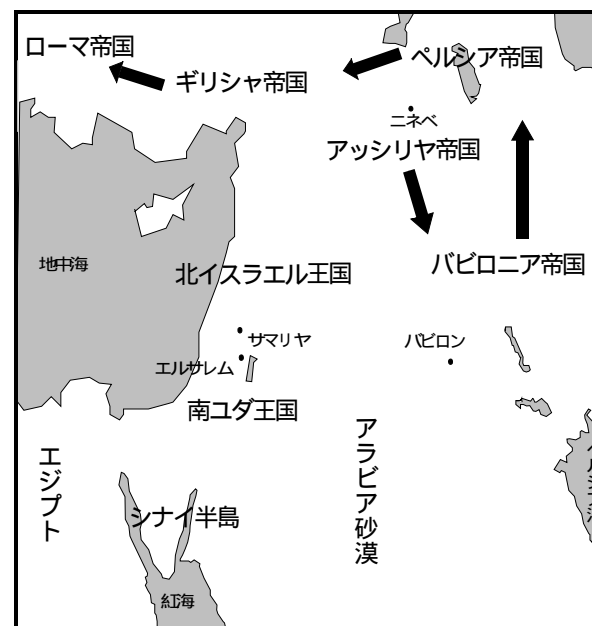 ローマ帝国
ペルシア帝国
ギリシャ帝国
ニネベ
アッシリヤ帝国
地中海
北イスラエル王国
バビロニア帝国
サマリヤ
バビロン
エルサレム
南ユダ王国
アラビア砂漠
エジプト
シナイ半島
紅海